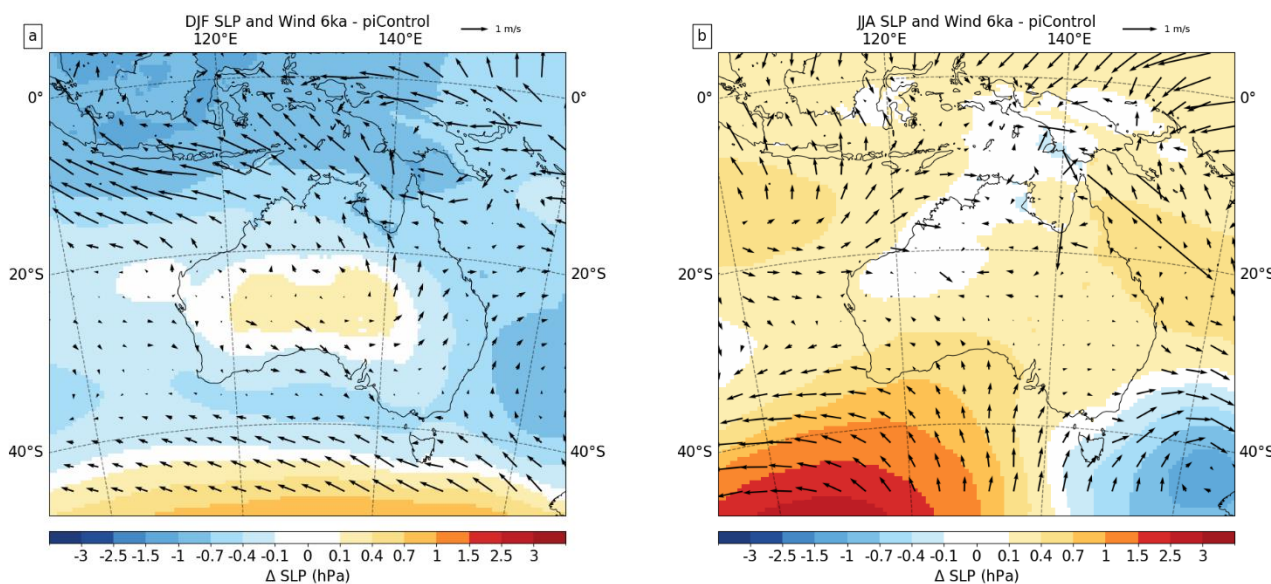 a
DJF SLP and Wind 6ka - piControl
1 m/s
120°E 140°E
0° 0°
20°S 20°S
40°S 40°S
-3 -2.5 -1.5 -1 -0.7 -0.4 -0.1 0 0.1 0.4 0.7 1 1.5 2.5 3
Δ SLP (hPa)
b
JJA SLP and Wind 6ka - piControl
1 m/s
120°E 140°E
0° 0°
20°S 20°S
40°S 40°S
-3 -2.5 -1.5 -1 -0.7 -0.4 -0.1 0 0.1 0.4 0.7 1 1.5 2.5 3
Δ SLP (hPa)